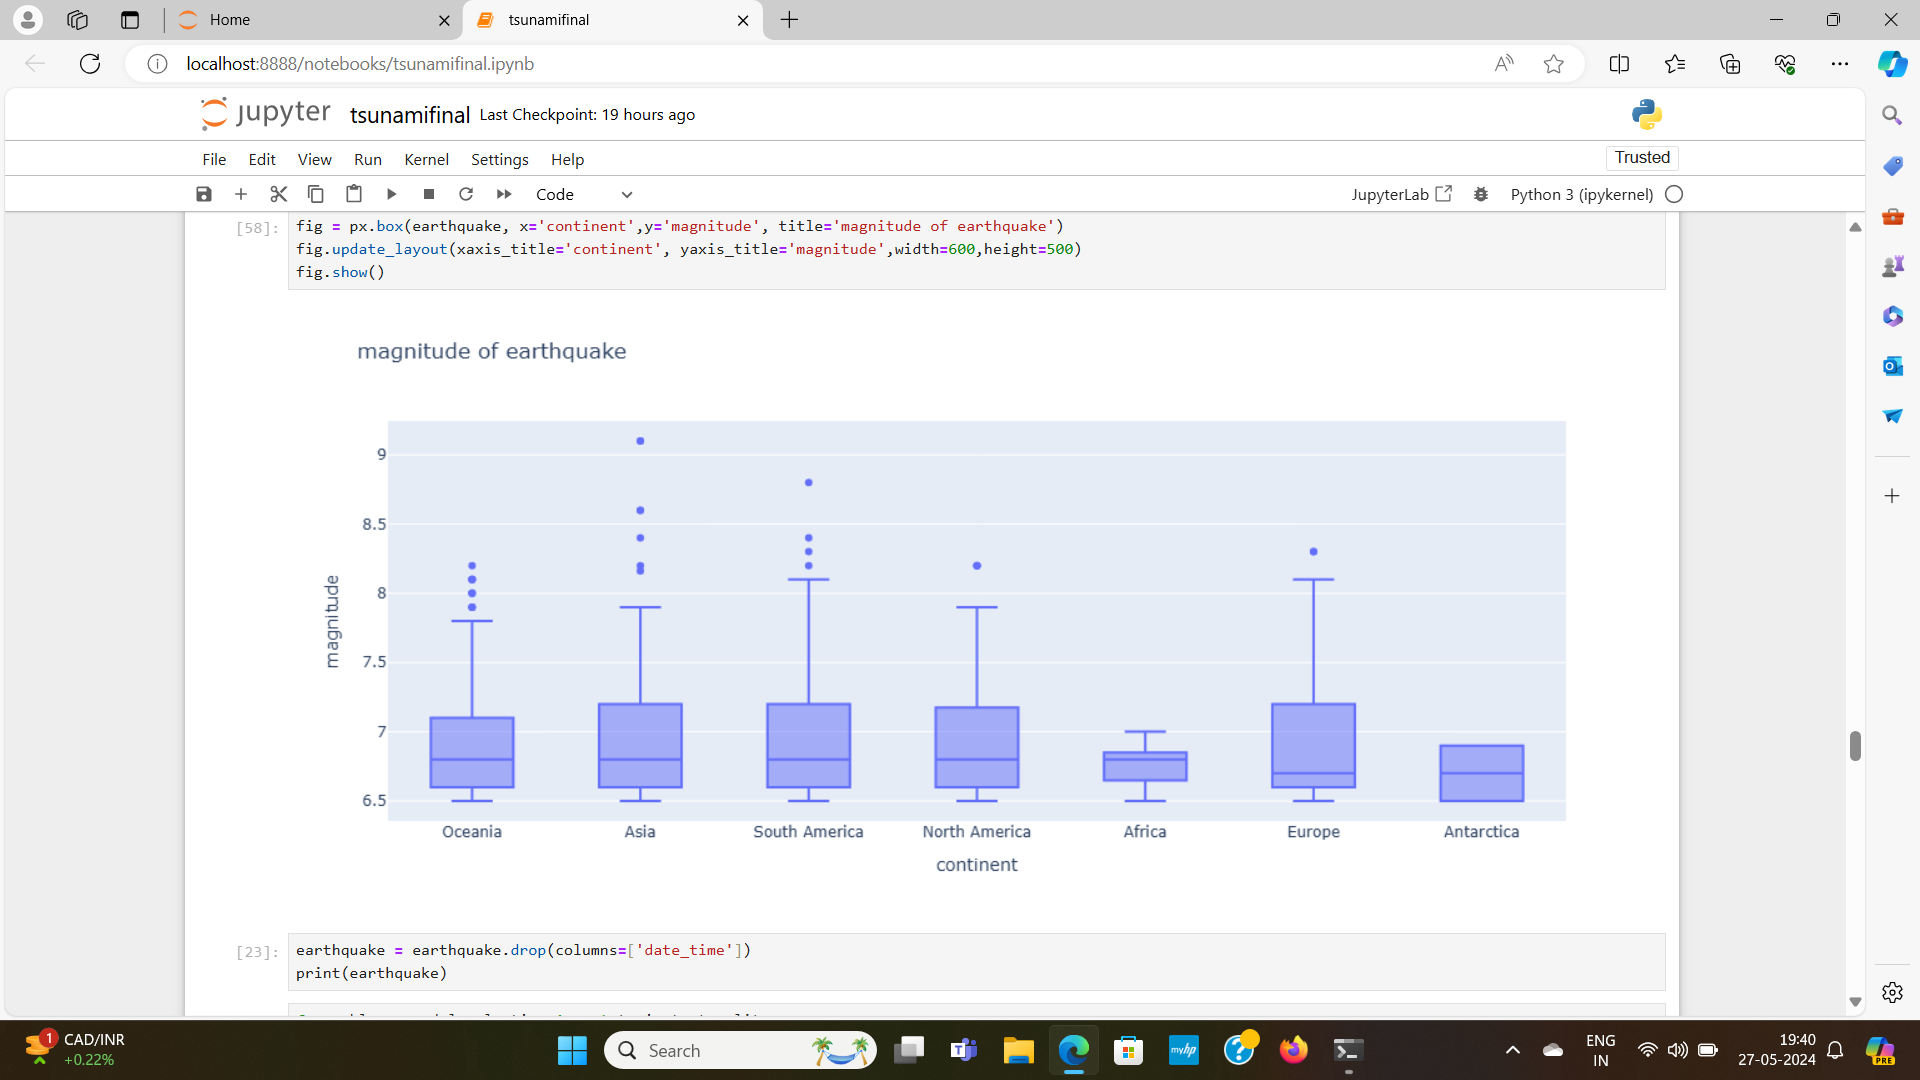 Home
tsunamifinal
localhost:8888/notebooks/tsunamifinal.ipynb
jupyter tsunamifinal Last Checkpoint: 19 hours ago
File Edit View Run Kernel Settings Help
Trusted
Code
JupyterLab
Python 3 (ipykernel)
[58]: fig = px.box(earthquake, x='continent',y='magnitude', title='magnitude of earthquake')
fig.update_layout(xaxis_title='continent', yaxis_title='magnitude',width=600,height=500)
fig.show()
magnitude of earthquake
magnitude
9
8.5
8
7.5
7
6.5
Oceania Asia South America North America Africa Europe Antarctica
continent
[23]: earthquake = earthquake.drop(columns=['date_time'])
print(earthquake)
1
CAD/INR
+0.22%
Search
myhp
ENG
IN
19:40
27-05-2024
PRE